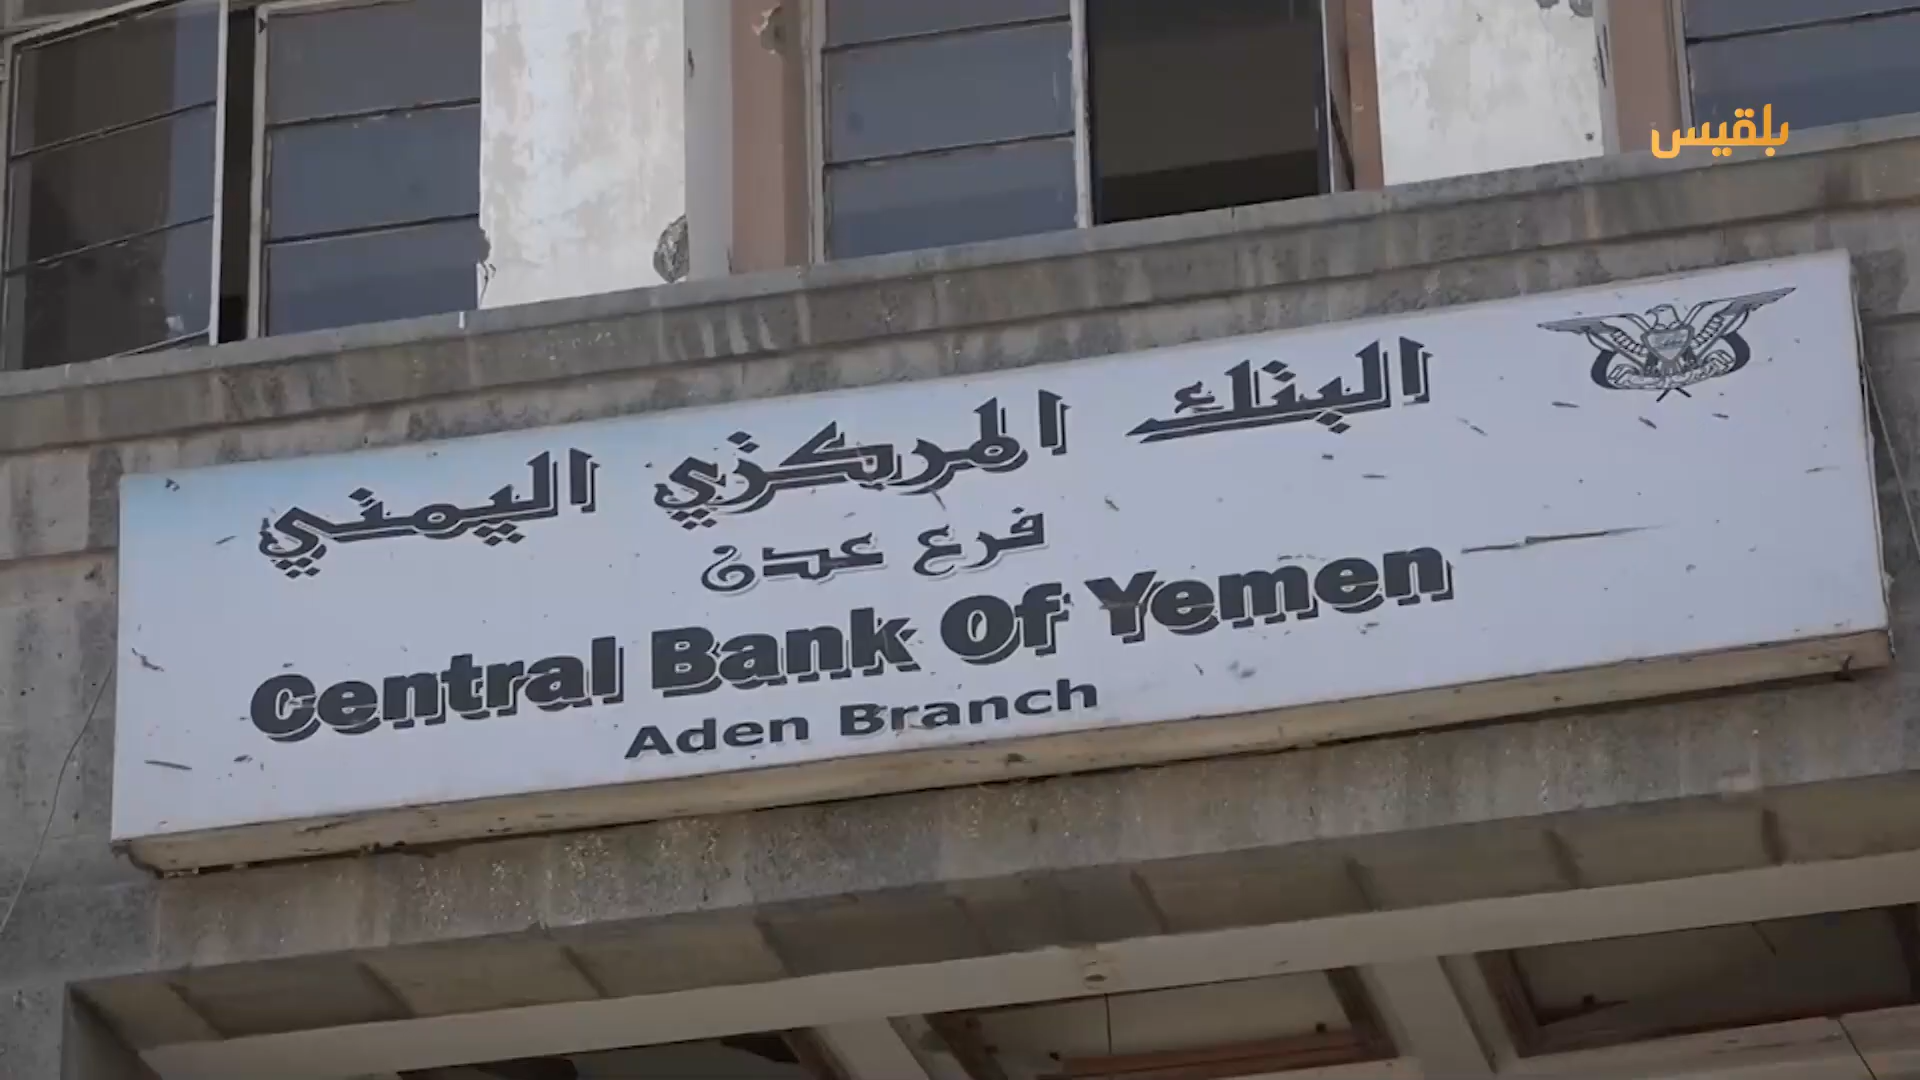 بلقيس
البنك المركزي اليمني
فرع عدن
Central Bank Of Yemen
Aden Branch